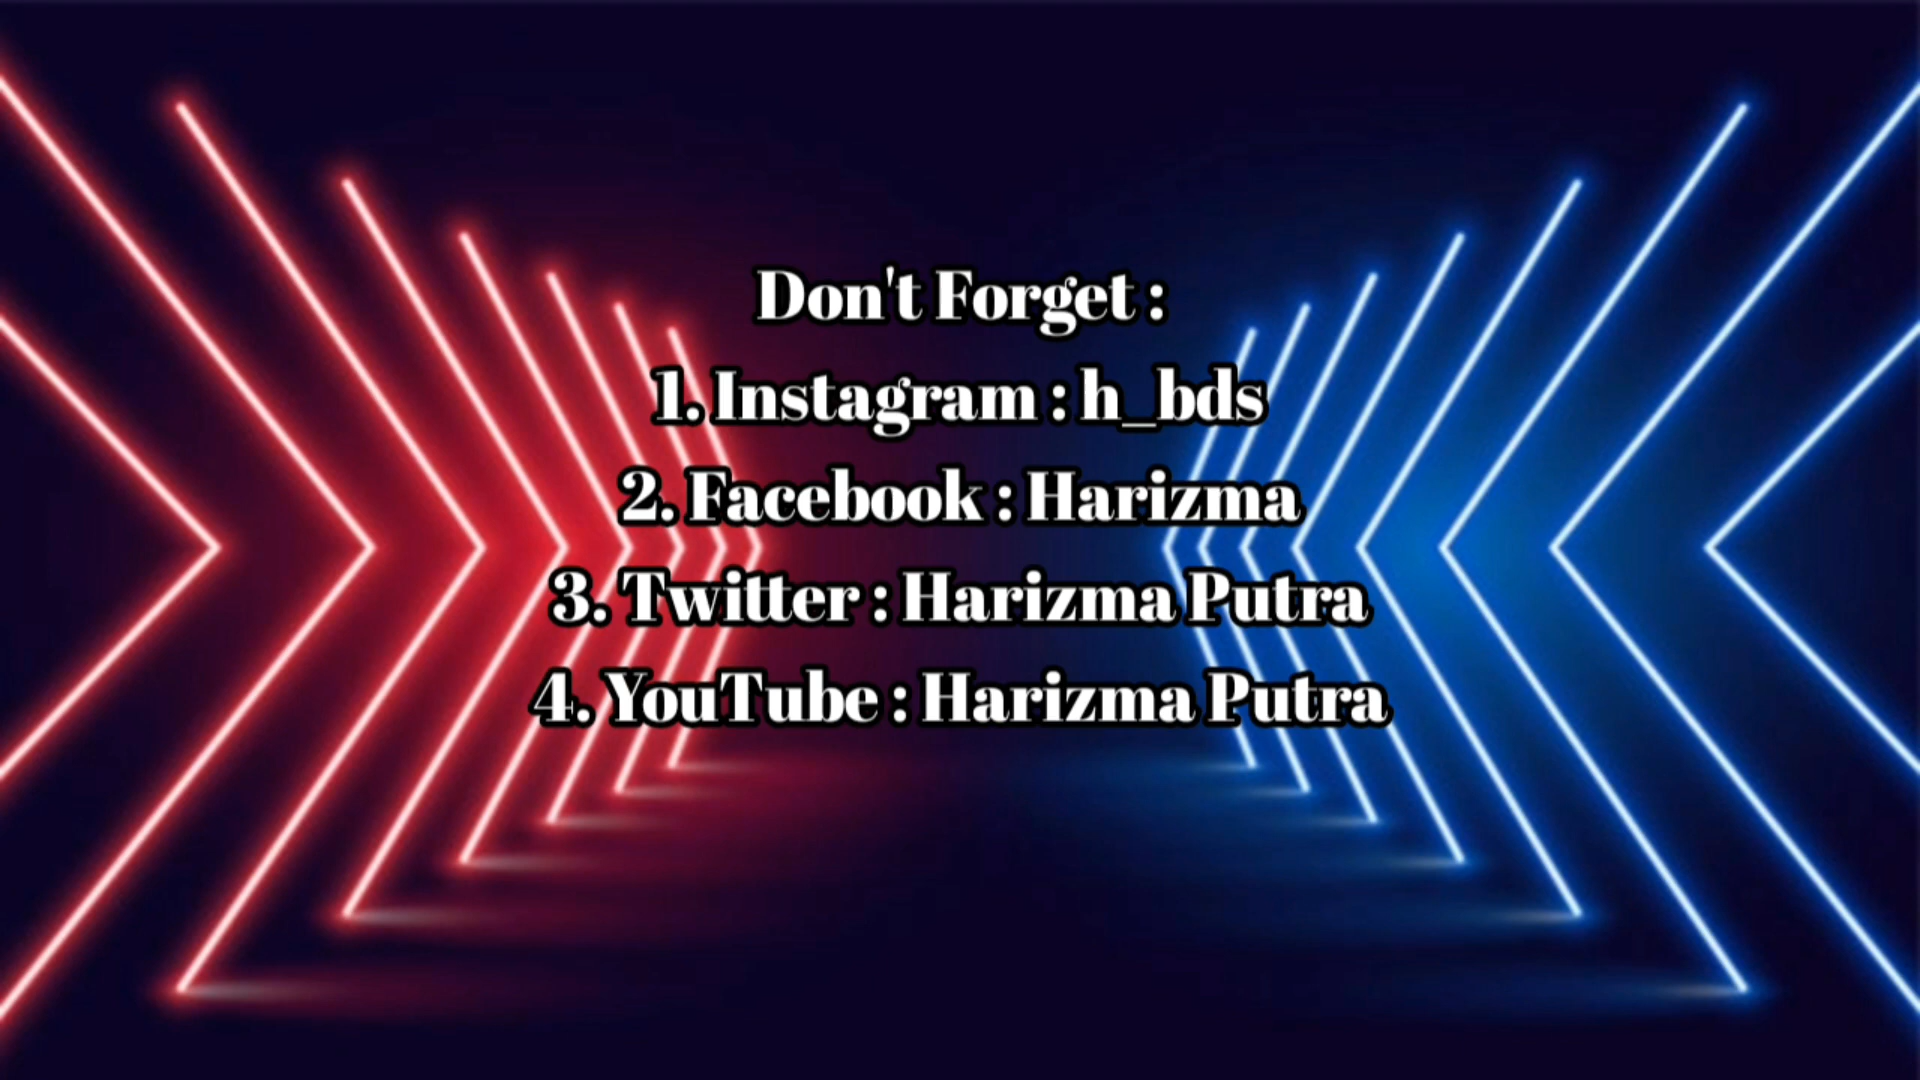 Don't Forget :
1. Instagram : h_bds
2. Facebook : Harizma
3. Twitter : Harizma Putra
4. YouTube : Harizma Putra